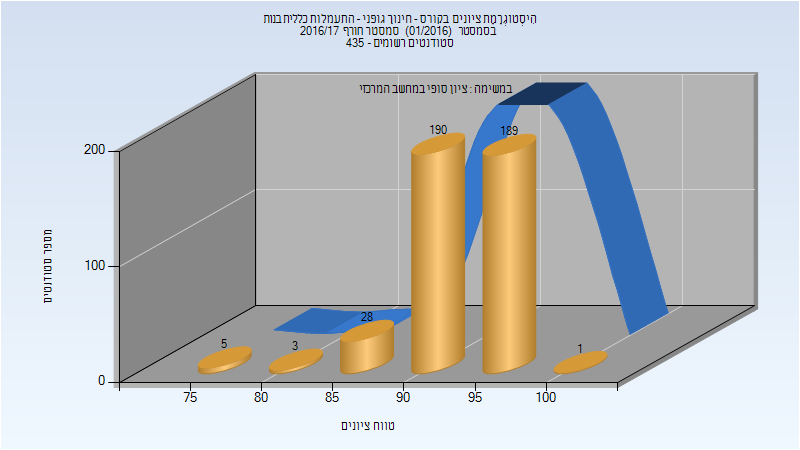 הִיסְטוֹגְרָמַת ציונים בקורס - חינוך גופני - התעמלות כללית בנות
בסמסטר (01/2016) סמסטר חורף 2016/17
סטודנטים רשומים - 435
במשימה : ציון סופי במחשב המרכזי
מספר סטודנטים
200
100
0
5
3
28
190
189
1
75
80
85
90
95
100
טווח ציונים